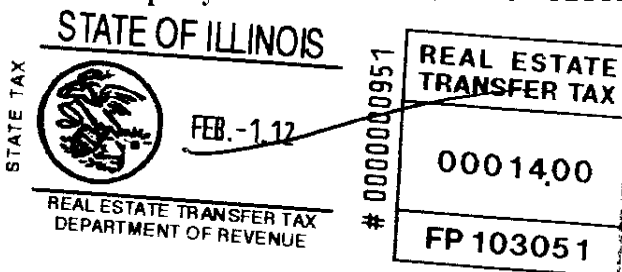 STATE OF ILLINOIS
STATE TAX
FEB.-1.12
REAL ESTATE TRANSFER TAX
DEPARTMENT OF REVENUE
# 0000000951
REAL ESTATE
TRANSFER TAX
0001400
FP 103051